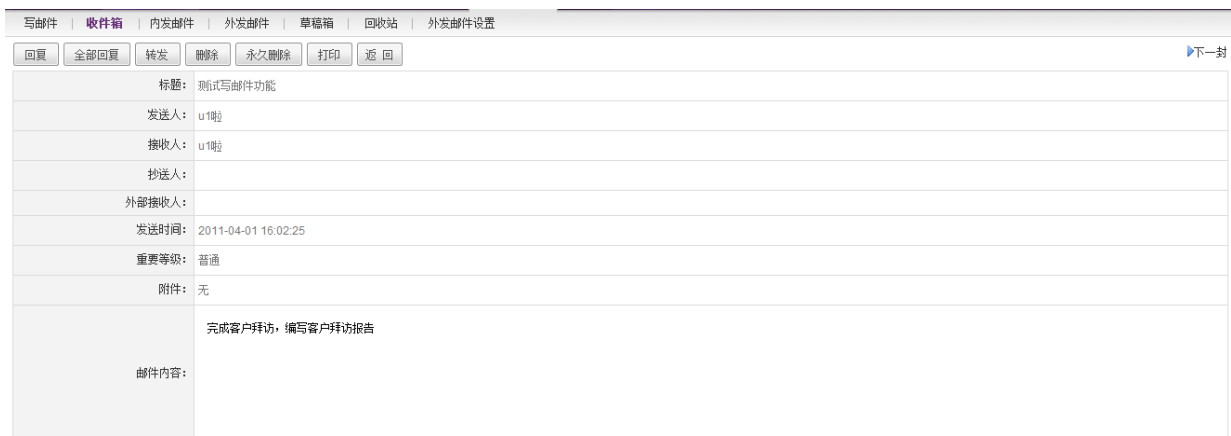 写邮件 | 收件箱 | 内发邮件 | 外发邮件 | 草稿箱 | 回收站 | 外发邮件设置
回复 全部回复 转发 删除 永久删除 打印 返 回 下一封
标题： 测试写邮件功能
发送人： u1啦
接收人： u1啦
抄送人：
外部接收人：
发送时间： 2011-04-01 16:02:25
重要等级： 普通
附件： 无
完成客户拜访，编写客户拜访报告
邮件内容：